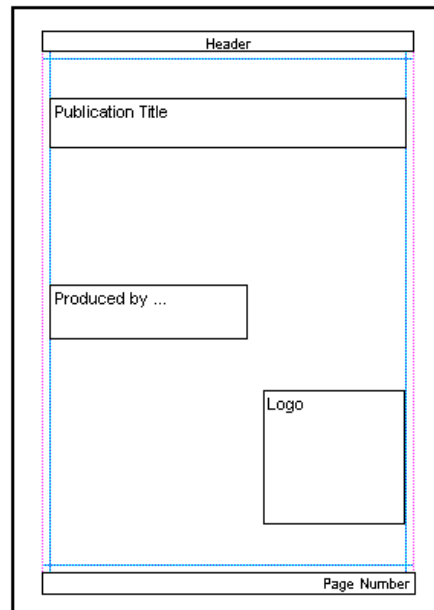 Header
Publication Title
Produced by ...
Logo
Page Number